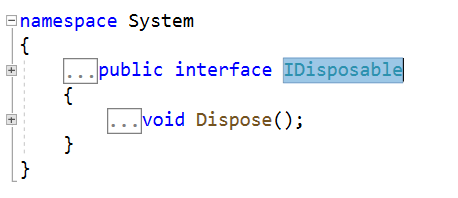 namespace System
{
...public interface IDisposable
{
...void Dispose();
}
}